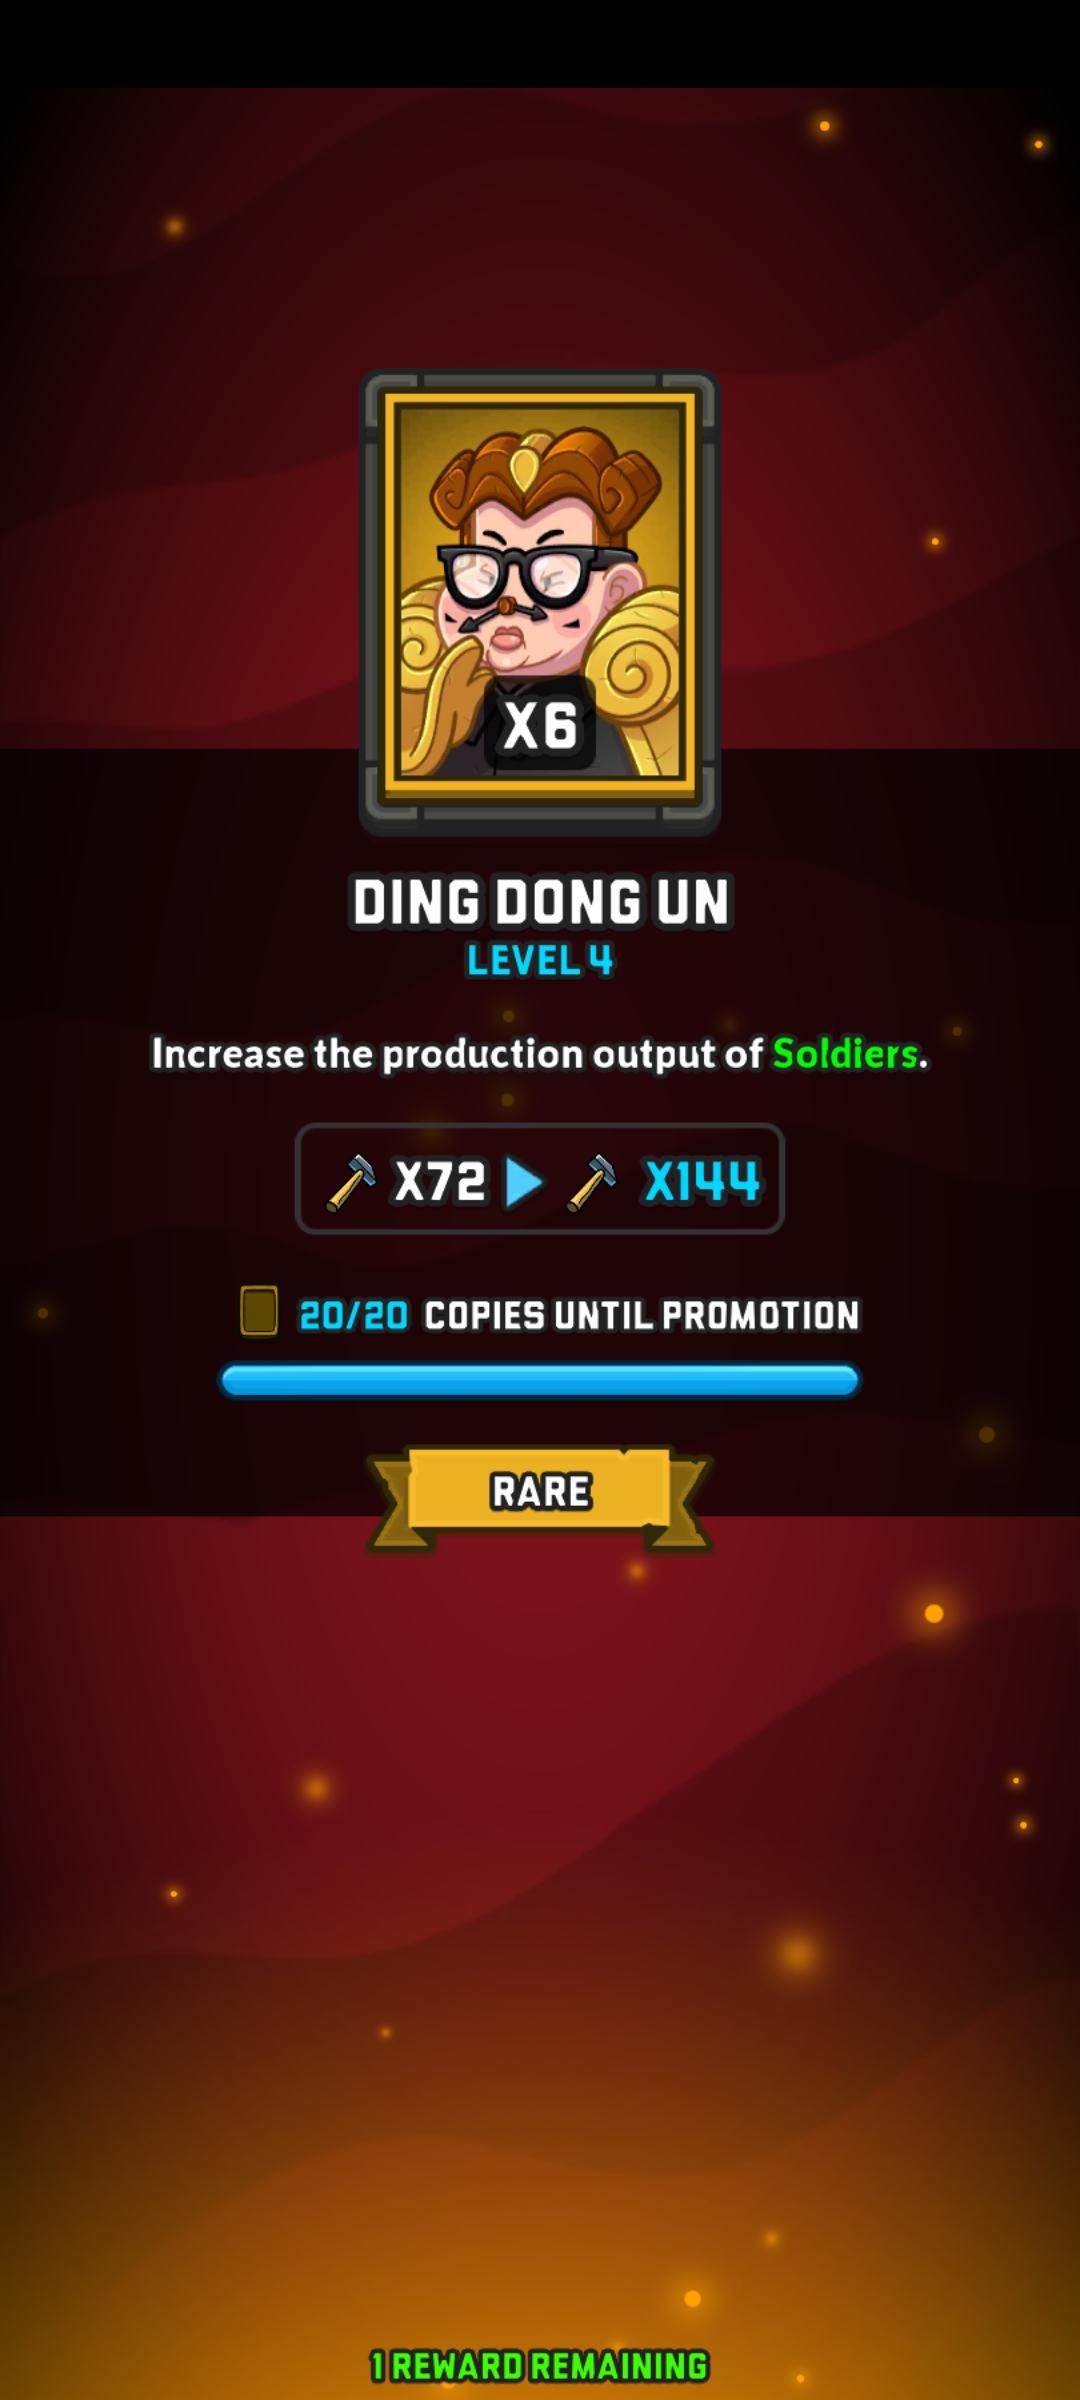 X6
DING DONG UN
LEVEL 4
Increase the production output of Soldiers.
X72 X144
20/20 COPIES UNTIL PROMOTION
RARE
1 REWARD REMAINING